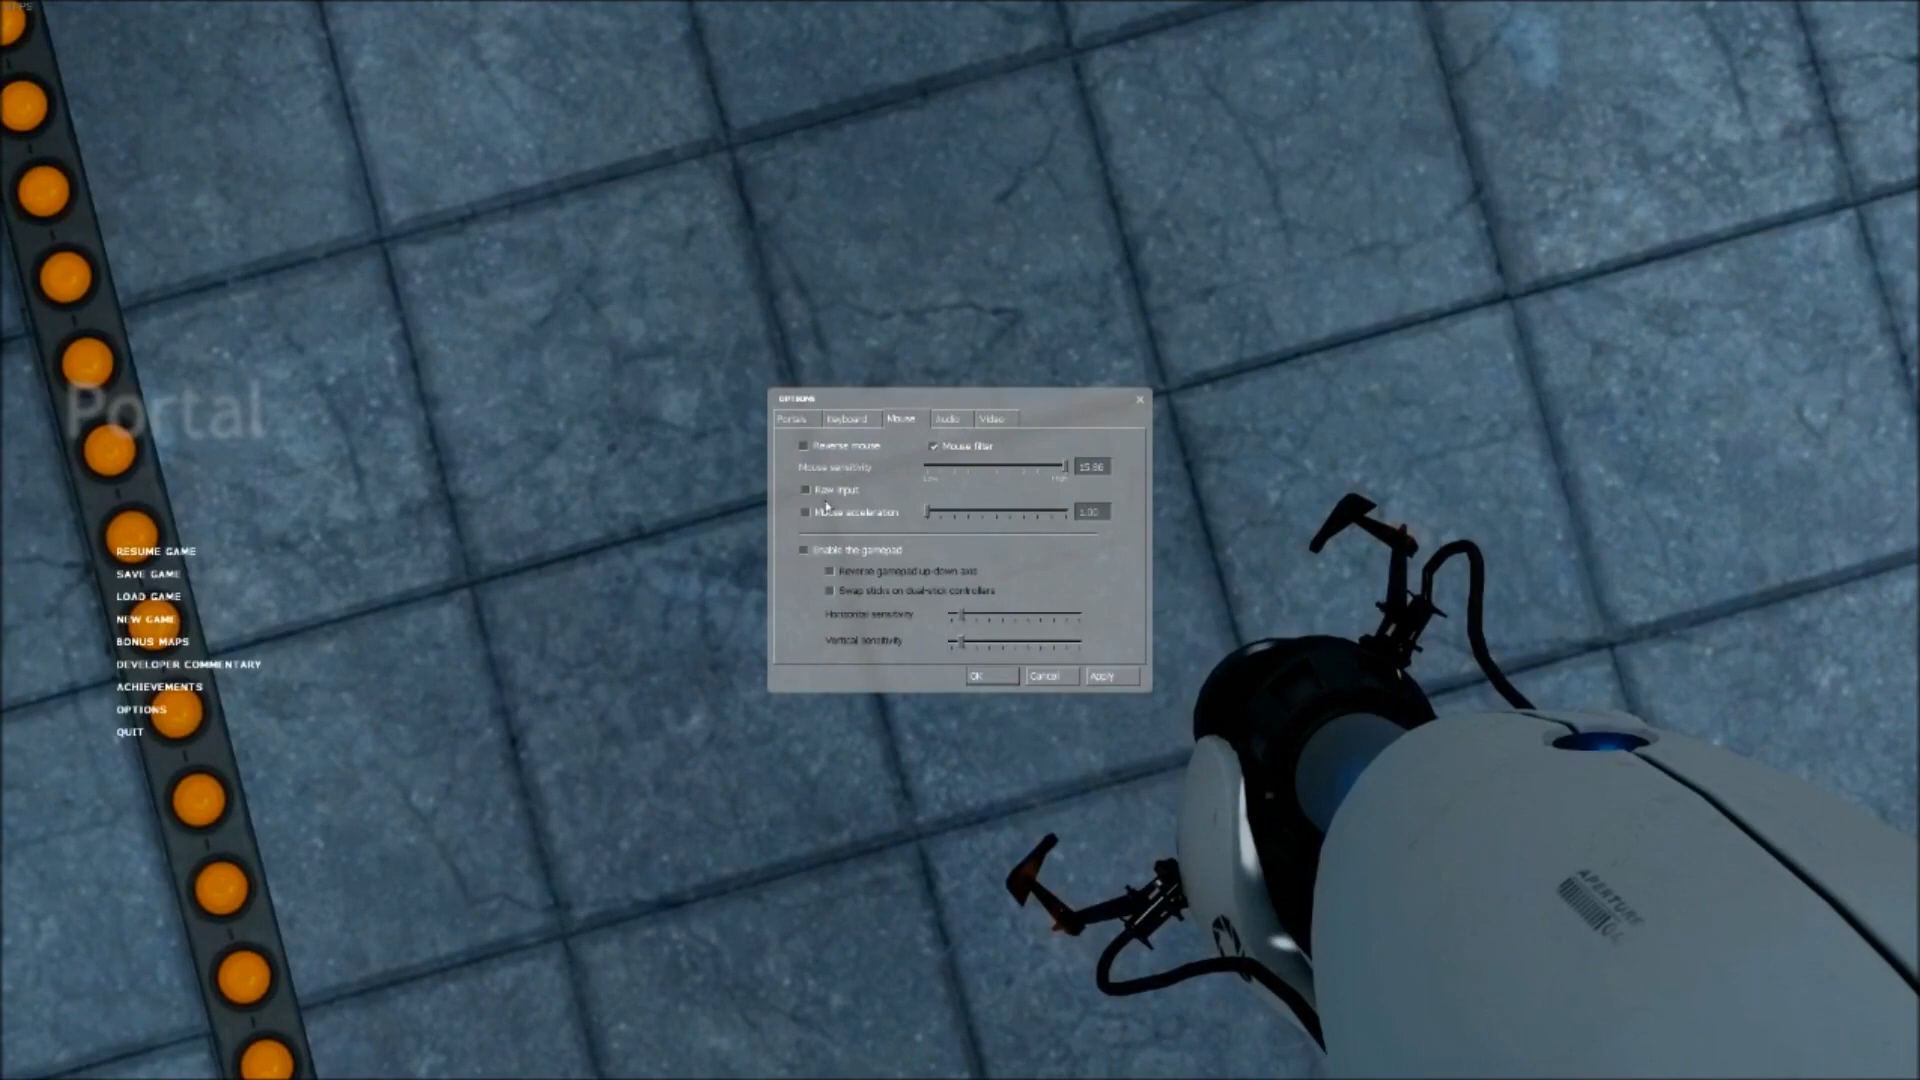 Portal
RESUME GAME
SAVE GAME
LOAD GAME
NEW GAME
BONUS MAPS
DEVELOPER COMMENTARY
ACHIEVEMENTS
OPTIONS
QUIT
OPTIONS
Portals Keyboard Mouse Audio Video
Reverse mouse Mouse filter
Mouse sensitivity 15.86
Low High
Raw input
Mouse acceleration 1.00
Enable the gamepad
Reverse gamepad up-down axis
Swap sticks on dual-stick controllers
Horizontal sensitivity
Vertical sensitivity
OK Cancel Apply
APERTURE